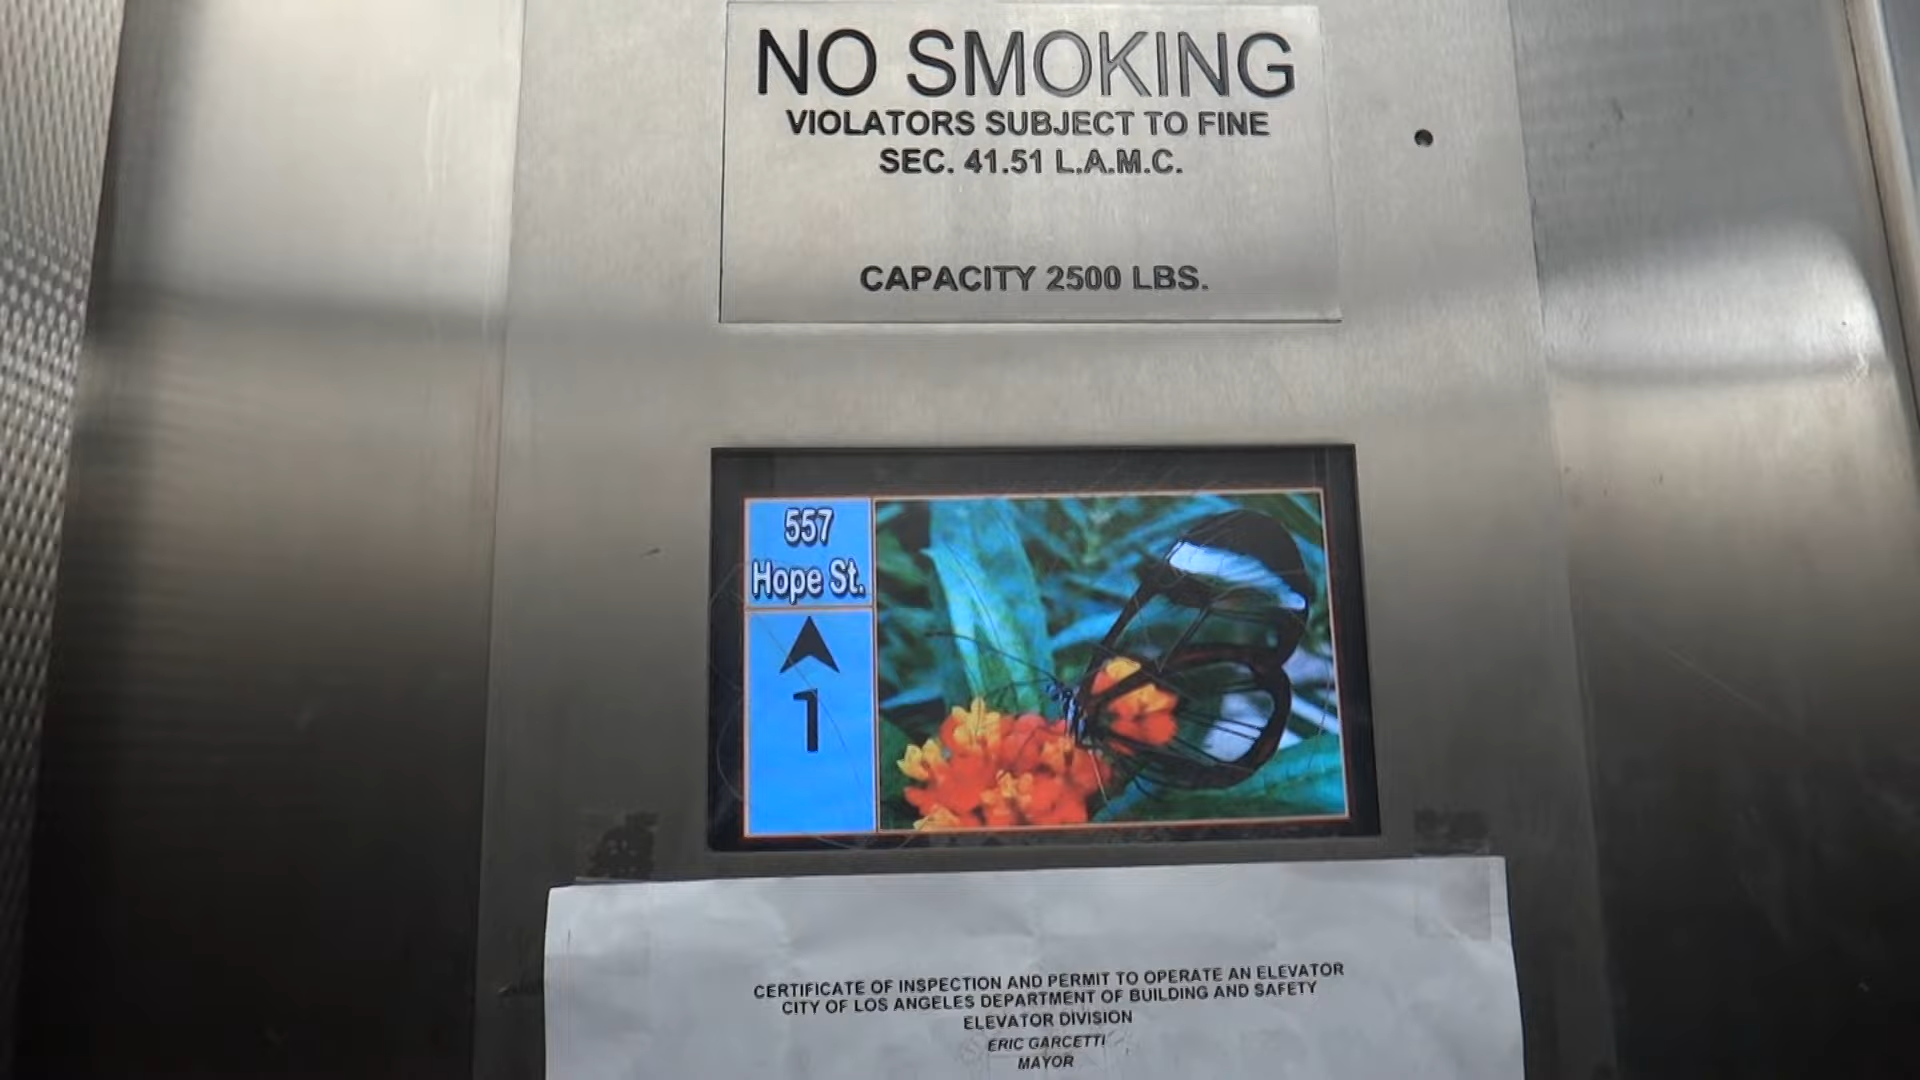 NO SMOKING
VIOLATORS SUBJECT TO FINE
SEC. 41.51 L.A.M.C.
CAPACITY 2500 LBS.
557
Hope St.
1
CERTIFICATE OF INSPECTION AND PERMIT TO OPERATE AN ELEVATOR
CITY OF LOS ANGELES DEPARTMENT OF BUILDING AND SAFETY
ELEVATOR DIVISION
ERIC GARCETTI
MAYOR